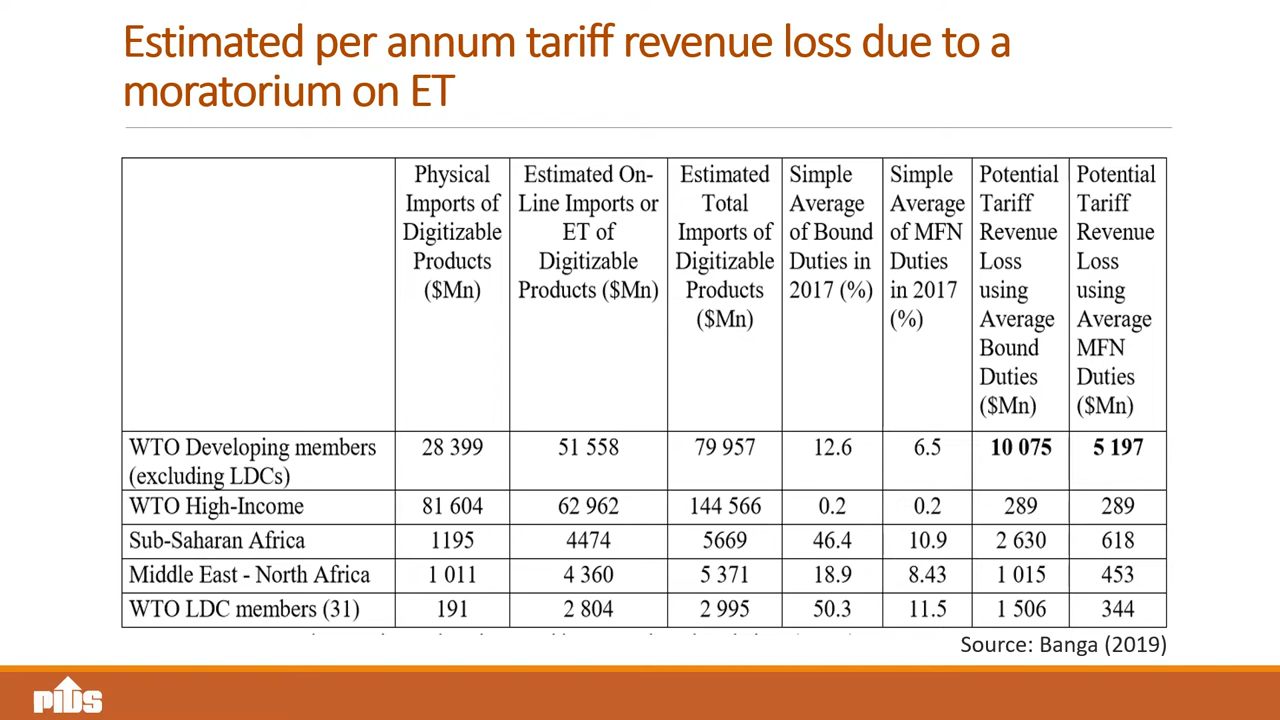 Estimated per annum tariff revenue loss due to a
moratorium on ET
Physical Imports of Digitizable Products ($Mn)
Estimated On-Line Imports or ET of Digitizable Products ($Mn)
Estimated Total Imports of Digitizable Products ($Mn)
Simple Average of Bound Duties in 2017 (%)
Simple Average of MFN Duties in 2017 (%)
Potential Tariff Revenue Loss using Average Bound Duties ($Mn)
Potential Tariff Revenue Loss using Average MFN Duties ($Mn)
WTO Developing members (excluding LDCs) 28 399 51 558 79 957 12.6 6.5 10 075 5 197
WTO High-Income 81 604 62 962 144 566 0.2 0.2 289 289
Sub-Saharan Africa 1195 4474 5669 46.4 10.9 2 630 618
Middle East - North Africa 1 011 4 360 5 371 18.9 8.43 1 015 453
WTO LDC members (31) 191 2 804 2 995 50.3 11.5 1 506 344
Source: Banga (2019)
PIDS